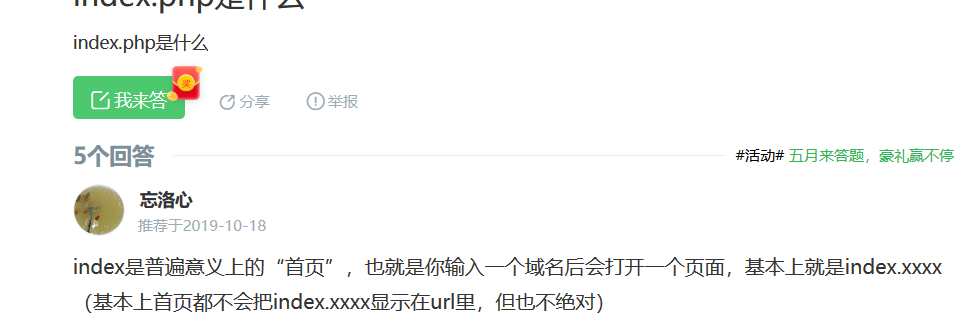 index.php是什么
index.php是什么
我来答
奖
分享
举报
5个回答
#活动# 五月来答题，豪礼赢不停
忘洛心
推荐于2019-10-18
index是普遍意义上的“首页”，也就是你输入一个域名后会打开一个页面，基本上就是index.xxxx
（基本上首页都不会把index.xxxx显示在url里，但也不绝对）